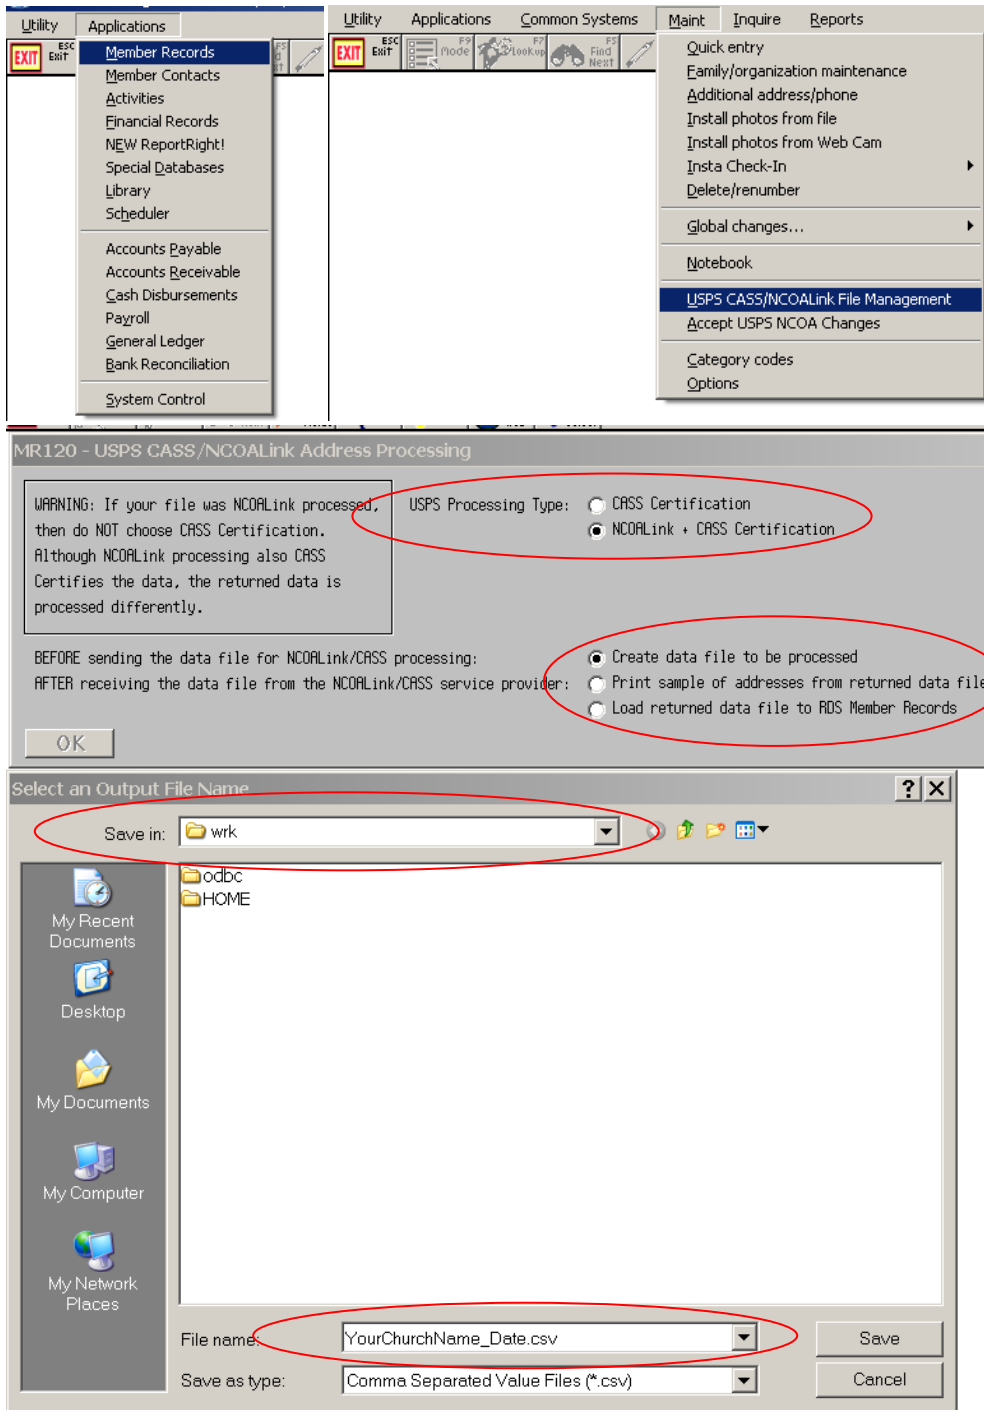 Utility Applications
EXIT ESC Exit
Member Records
Member Contacts
Activities
Financial Records
NEW ReportRight!
Special Databases
Library
Scheduler
Accounts Payable
Accounts Receivable
Cash Disbursements
Payroll
General Ledger
Bank Reconciliation
System Control
Utility Applications Common Systems Maint Inquire Reports
EXIT ESC Exit F9 Mode F7 Lookup F5 Find Next
Quick entry
Family/organization maintenance
Additional address/phone
Install photos from file
Install photos from Web Cam
Insta Check-In
Delete/renumber
Global changes...
Notebook
USPS CASS/NCOALink File Management
Accept USPS NCOA Changes
Category codes
Options
MR120 - USPS CASS/NCOALink Address Processing
WARNING: If your file was NCOALink processed,
then do NOT choose CASS Certification.
Although NCOALink processing also CASS
Certifies the data, the returned data is
processed differently.
USPS Processing Type: CASS Certification
NCOALink + CASS Certification
BEFORE sending the data file for NCOALink/CASS processing: Create data file to be processed
AFTER receiving the data file from the NCOALink/CASS service provider: Print sample of addresses from returned data file
Load returned data file to RDS Member Records
OK
Select an Output File Name
Save in: wrk
odbc
HOME
My Recent
Documents
Desktop
My Documents
My Computer
My Network
Places
File name: YourChurchName_Date.csv Save
Save as type: Comma Separated Value Files (*.csv) Cancel